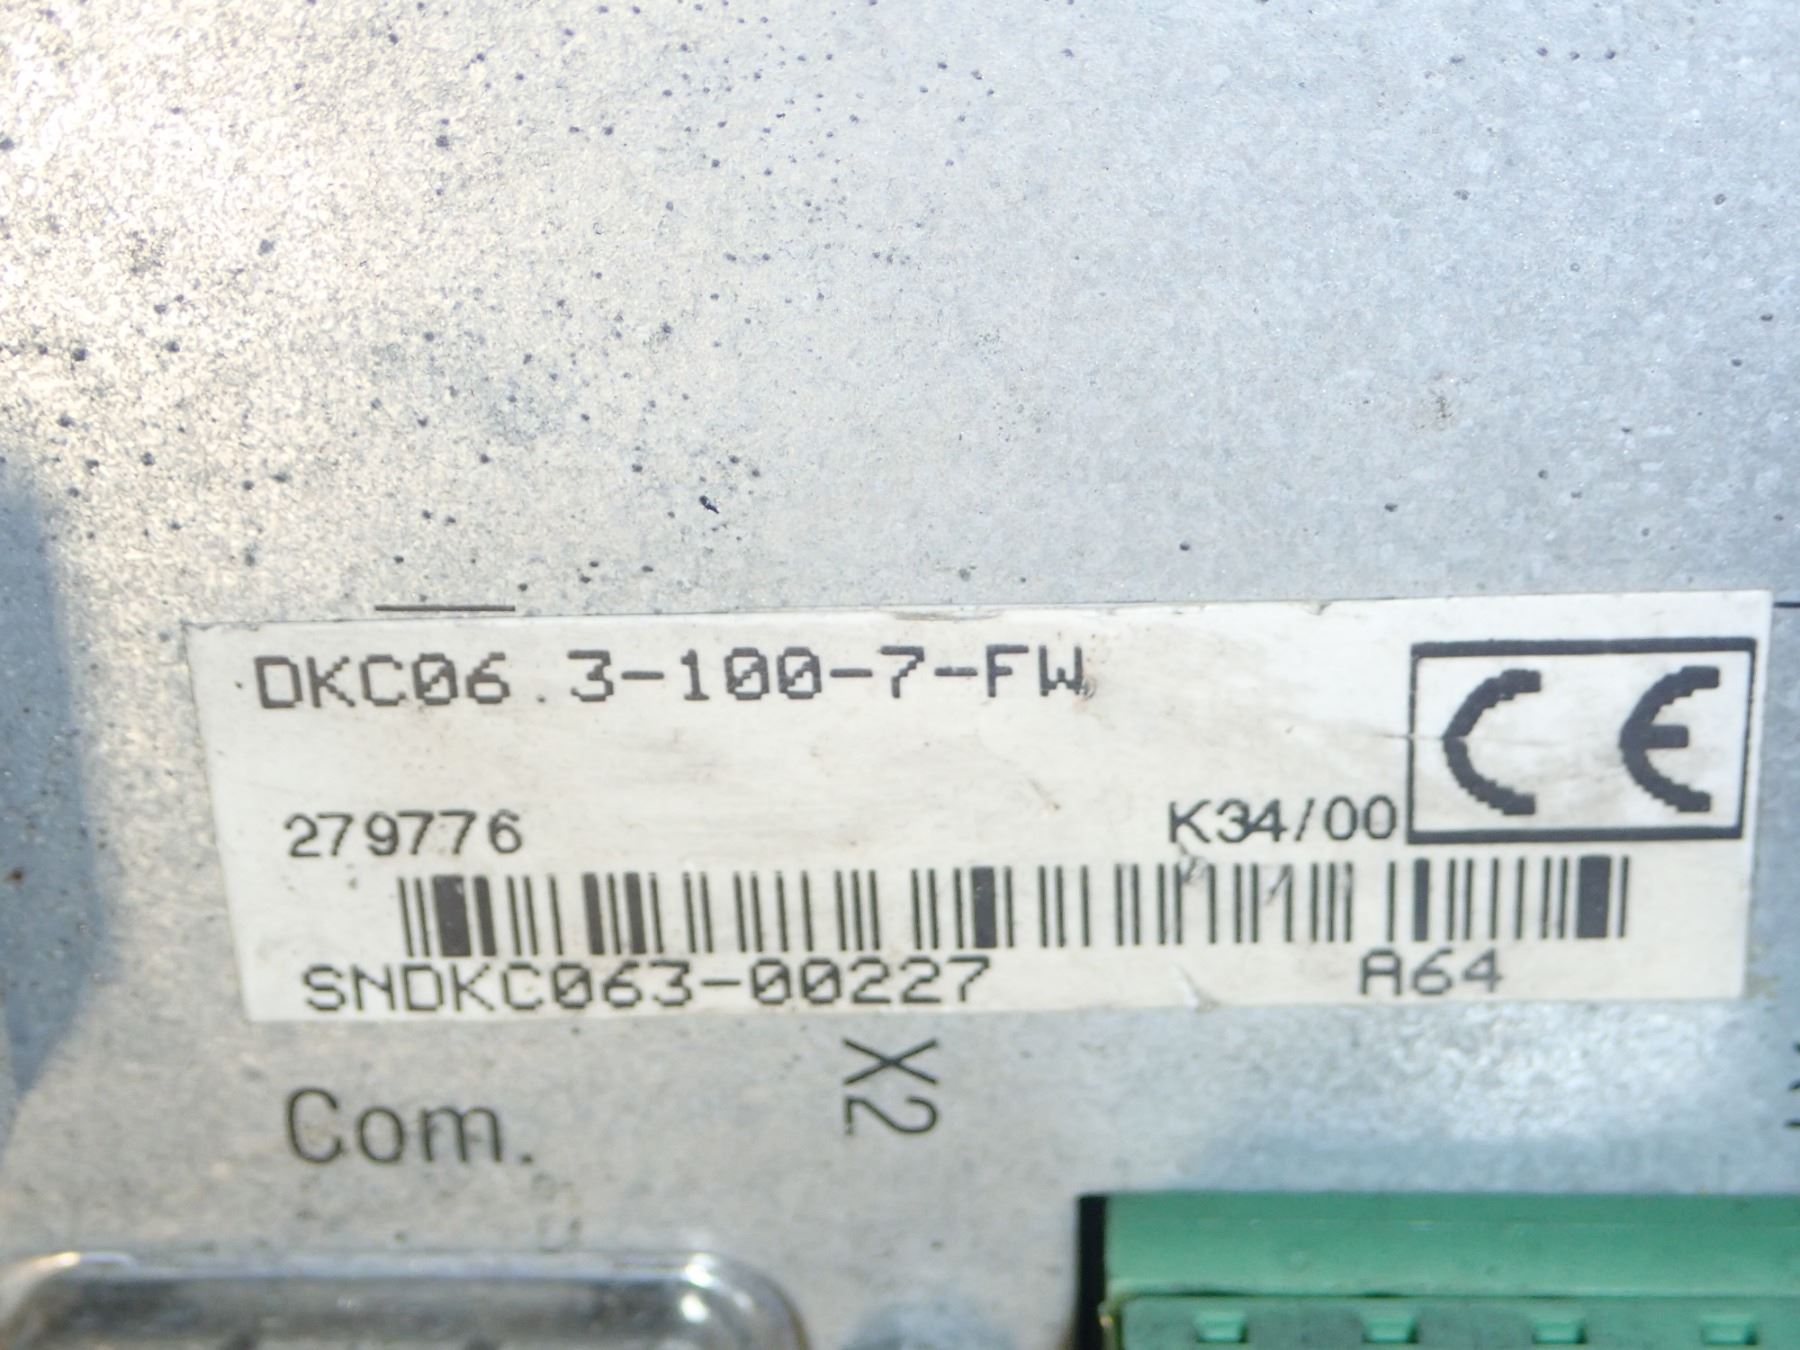 DKC06.3-100-7-FW
CE
279776 K34/00
SNDKC063-00227 A64
Com. X2